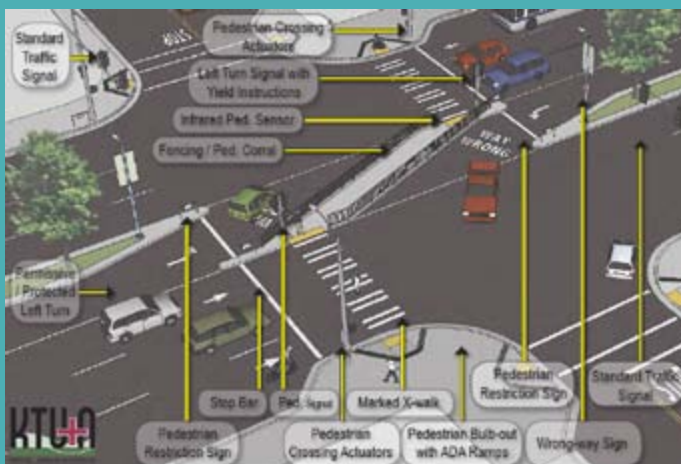 Standard
Traffic
Signal
Pedestrian Crossing
Actuators
Left Turn Signal with
Yield Instructions
Infrared Ped. Sensor
Fencing / Ped. Corral
WAY
WRONG
Permissive
/ Protected
Left Turn
Stop Bar
Ped. Signal
Marked X-walk
Pedestrian
Restriction Sign
Standard Traffic
Signal
Pedestrian
Restriction Sign
Pedestrian
Crossing Actuators
Pedestrian Bulb-out
with ADA Ramps
Wrong-way Sign
KTU+A